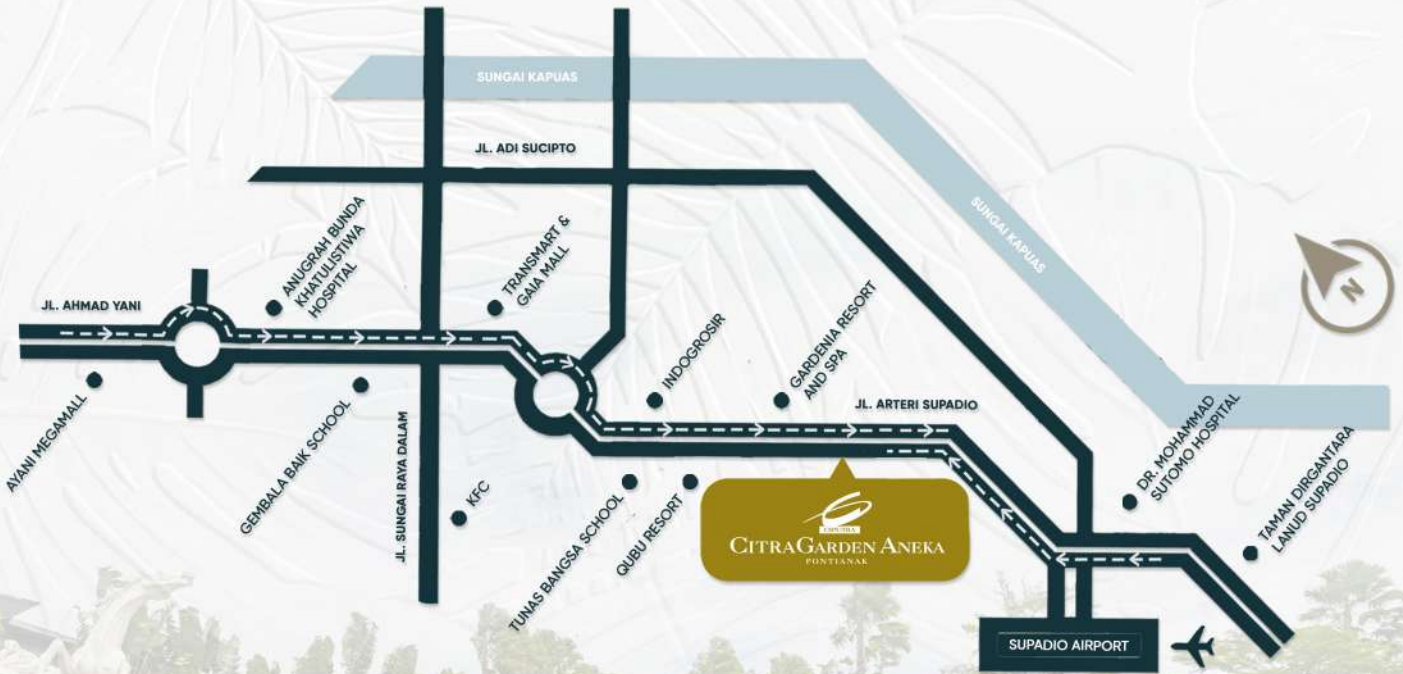 SUNGAI KAPUAS
JL. ADI SUCIPTO
SUNGAI KAPUAS
ANUGRAH BUNDA
KHATULISTIWA
HOSPITAL
TRANSMART &
GAIA MALL
N
JL. AHMAD YANI
INDOGROSIR
GARDENIA RESORT
AND SPA
JL. ARTERI SUPADIO
AYANI MEGAMALL
GEMBALA BAIK SCHOOL
JL. SUNGAI RAYA DALAM
KFC
TUNAS BANGSA SCHOOL
QUBU RESORT
CIPUTRA
CITRAGARDEN ANEKA
PONTIANAK
DR. MOHAMMAD
SUTOMO HOSPITAL
TAMAN DIRGANTARA
LANUD SUPADIO
SUPADIO AIRPORT